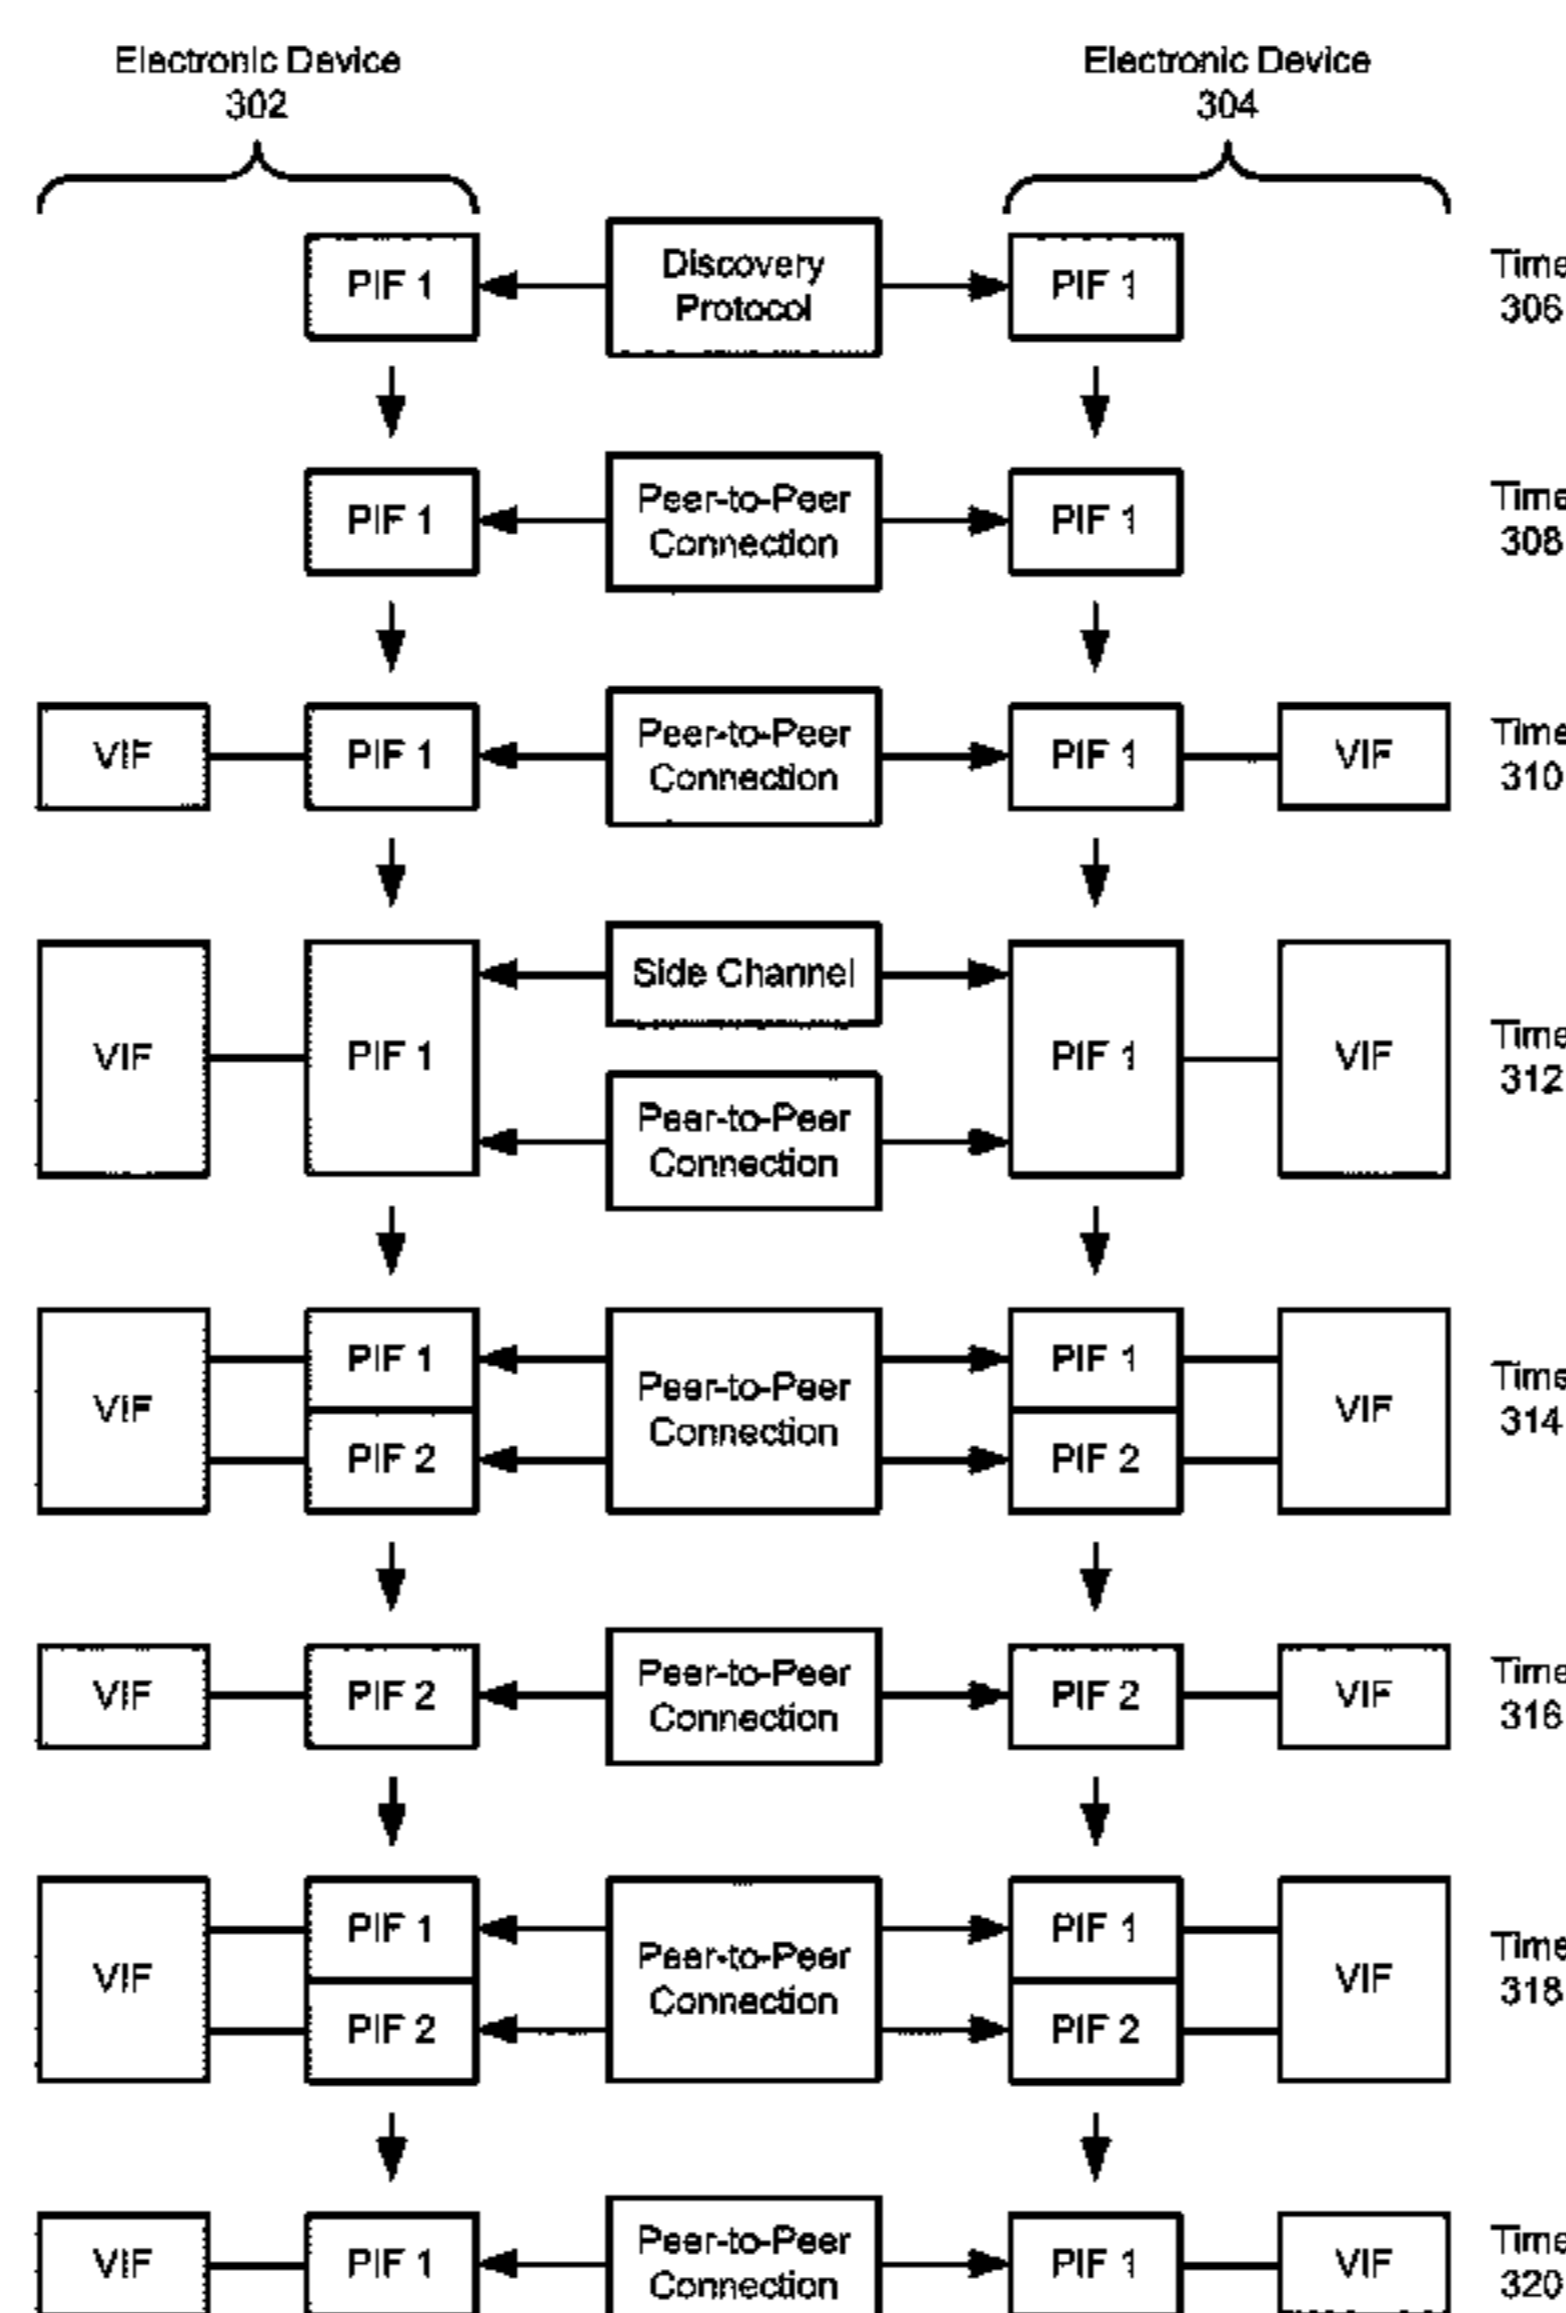 Electronic Device
302
Electronic Device
304
PIF 1
Discovery
Protocol
PIF 1
Time
306
PIF 1
Peer-to-Peer
Connection
PIF 1
Time
308
VIF
PIF 1
Peer-to-Peer
Connection
PIF 1
VIF
Time
310
VIF
PIF 1
Side Channel
Peer-to-Peer
Connection
PIF 1
VIF
Time
312
VIF
PIF 1
PIF 2
Peer-to-Peer
Connection
PIF 1
PIF 2
VIF
Time
314
VIF
PIF 2
Peer-to-Peer
Connection
PIF 2
VIF
Time
316
VIF
PIF 1
PIF 2
Peer-to-Peer
Connection
PIF 1
PIF 2
VIF
Time
318
VIF
PIF 1
Peer-to-Peer
Connection
PIF 1
VIF
Time
320